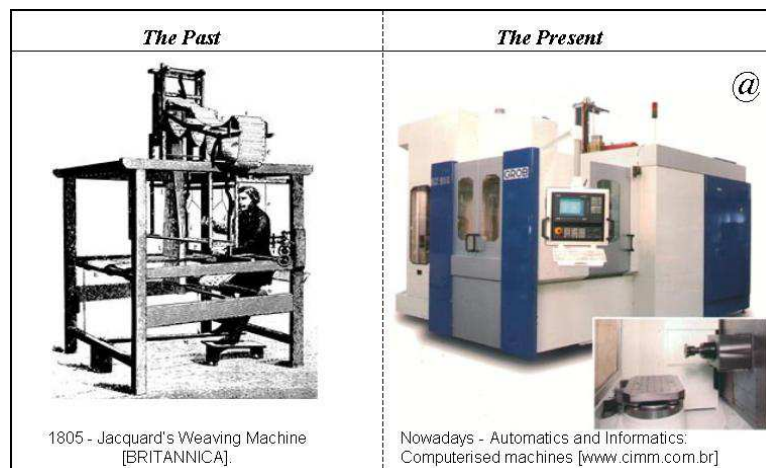 The Past
The Present
@
GROB
1805 - Jacquard's Weaving Machine
[BRITANNICA].
Nowadays - Automatics and Informatics:
Computerised machines [www.cimm.com.br]